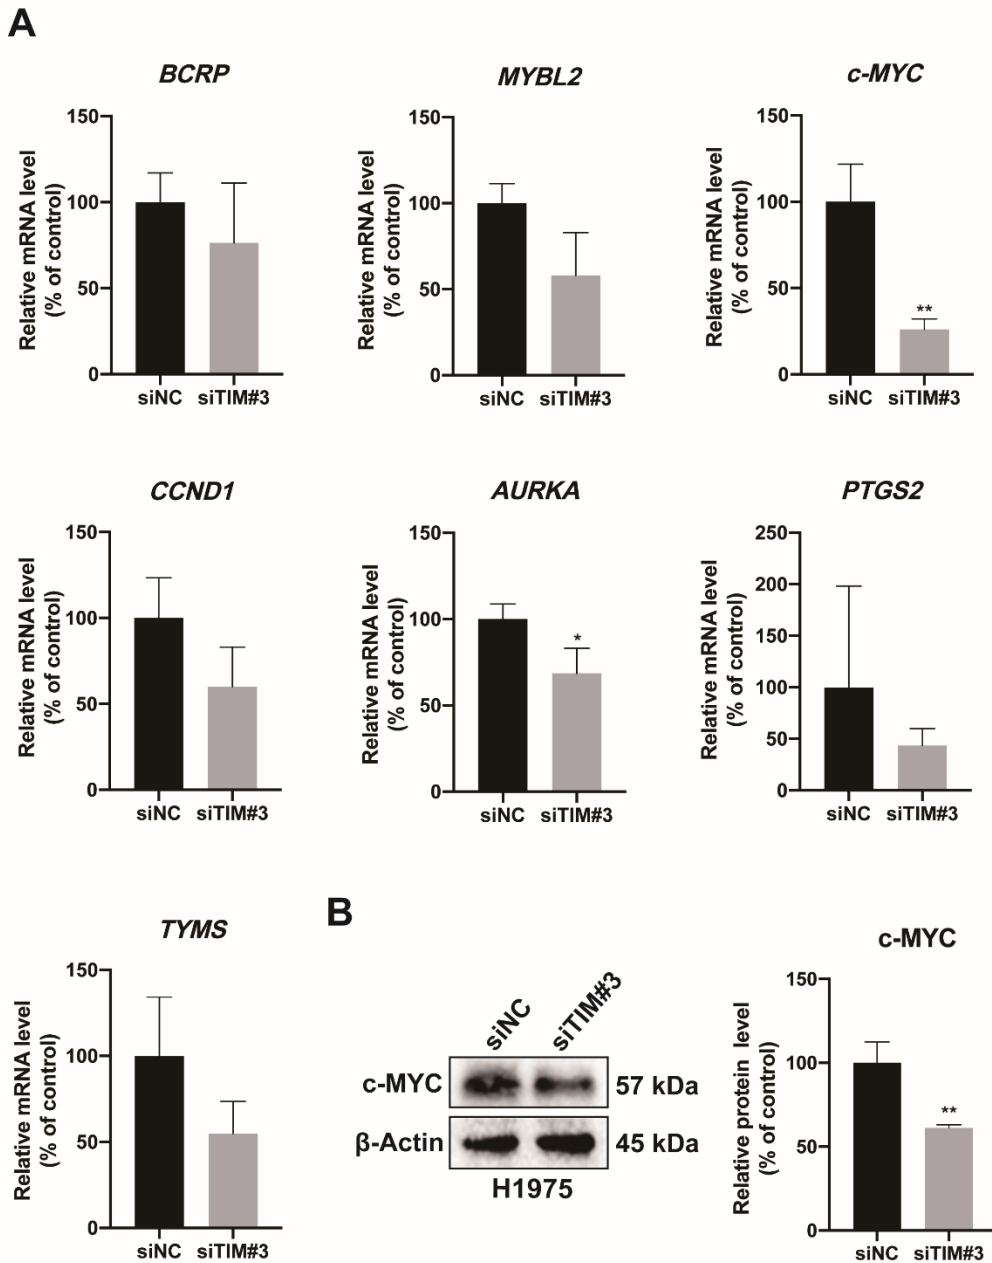 A
BCRP
Relative mRNA level
(% of control)
150
100
50
0
siNC siTIM#3
MYBL2
Relative mRNA level
(% of control)
150
100
50
0
siNC siTIM#3
c-MYC
Relative mRNA level
(% of control)
150
100
50
0
**
siNC siTIM#3
CCND1
Relative mRNA level
(% of control)
150
100
50
0
siNC siTIM#3
AURKA
Relative mRNA level
(% of control)
150
100
50
0
*
siNC siTIM#3
PTGS2
Relative mRNA level
(% of control)
250
200
150
100
50
0
siNC siTIM#3
TYMS
Relative mRNA level
(% of control)
150
100
50
0
siNC siTIM#3
B
siNC siTIM#3
c-MYC 57 kDa
β-Actin 45 kDa
H1975
c-MYC
Relative protein level
(% of control)
150
100
50
0
**
siNC siTIM#3